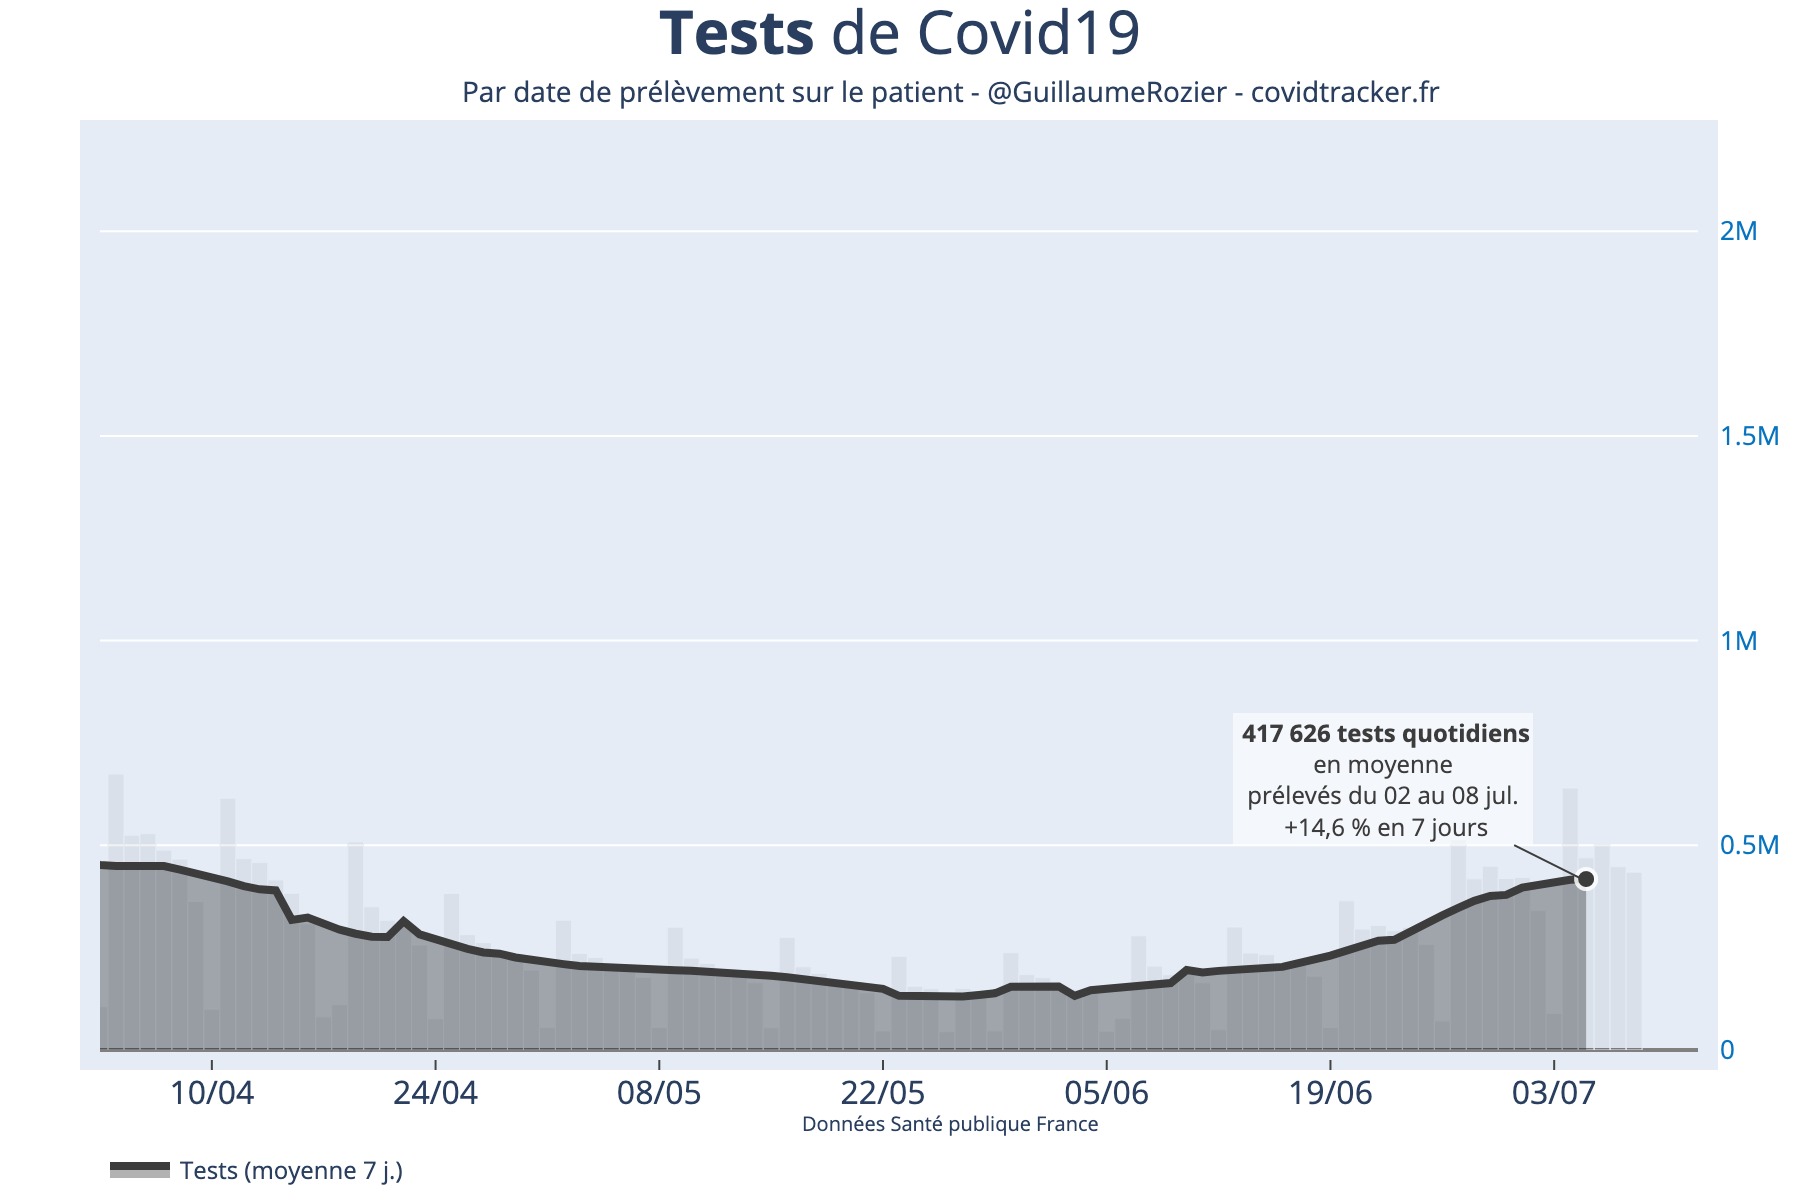 Tests de Covid19
Par date de prélèvement sur le patient - @GuillaumeRozier - covidtracker.fr
2M
1.5M
1M
417 626 tests quotidiens
en moyenne
prélevés du 02 au 08 jul.
+14,6 % en 7 jours
0.5M
0
10/04 24/04 08/05 22/05 05/06 19/06 03/07
Données Santé publique France
Tests (moyenne 7 j.)